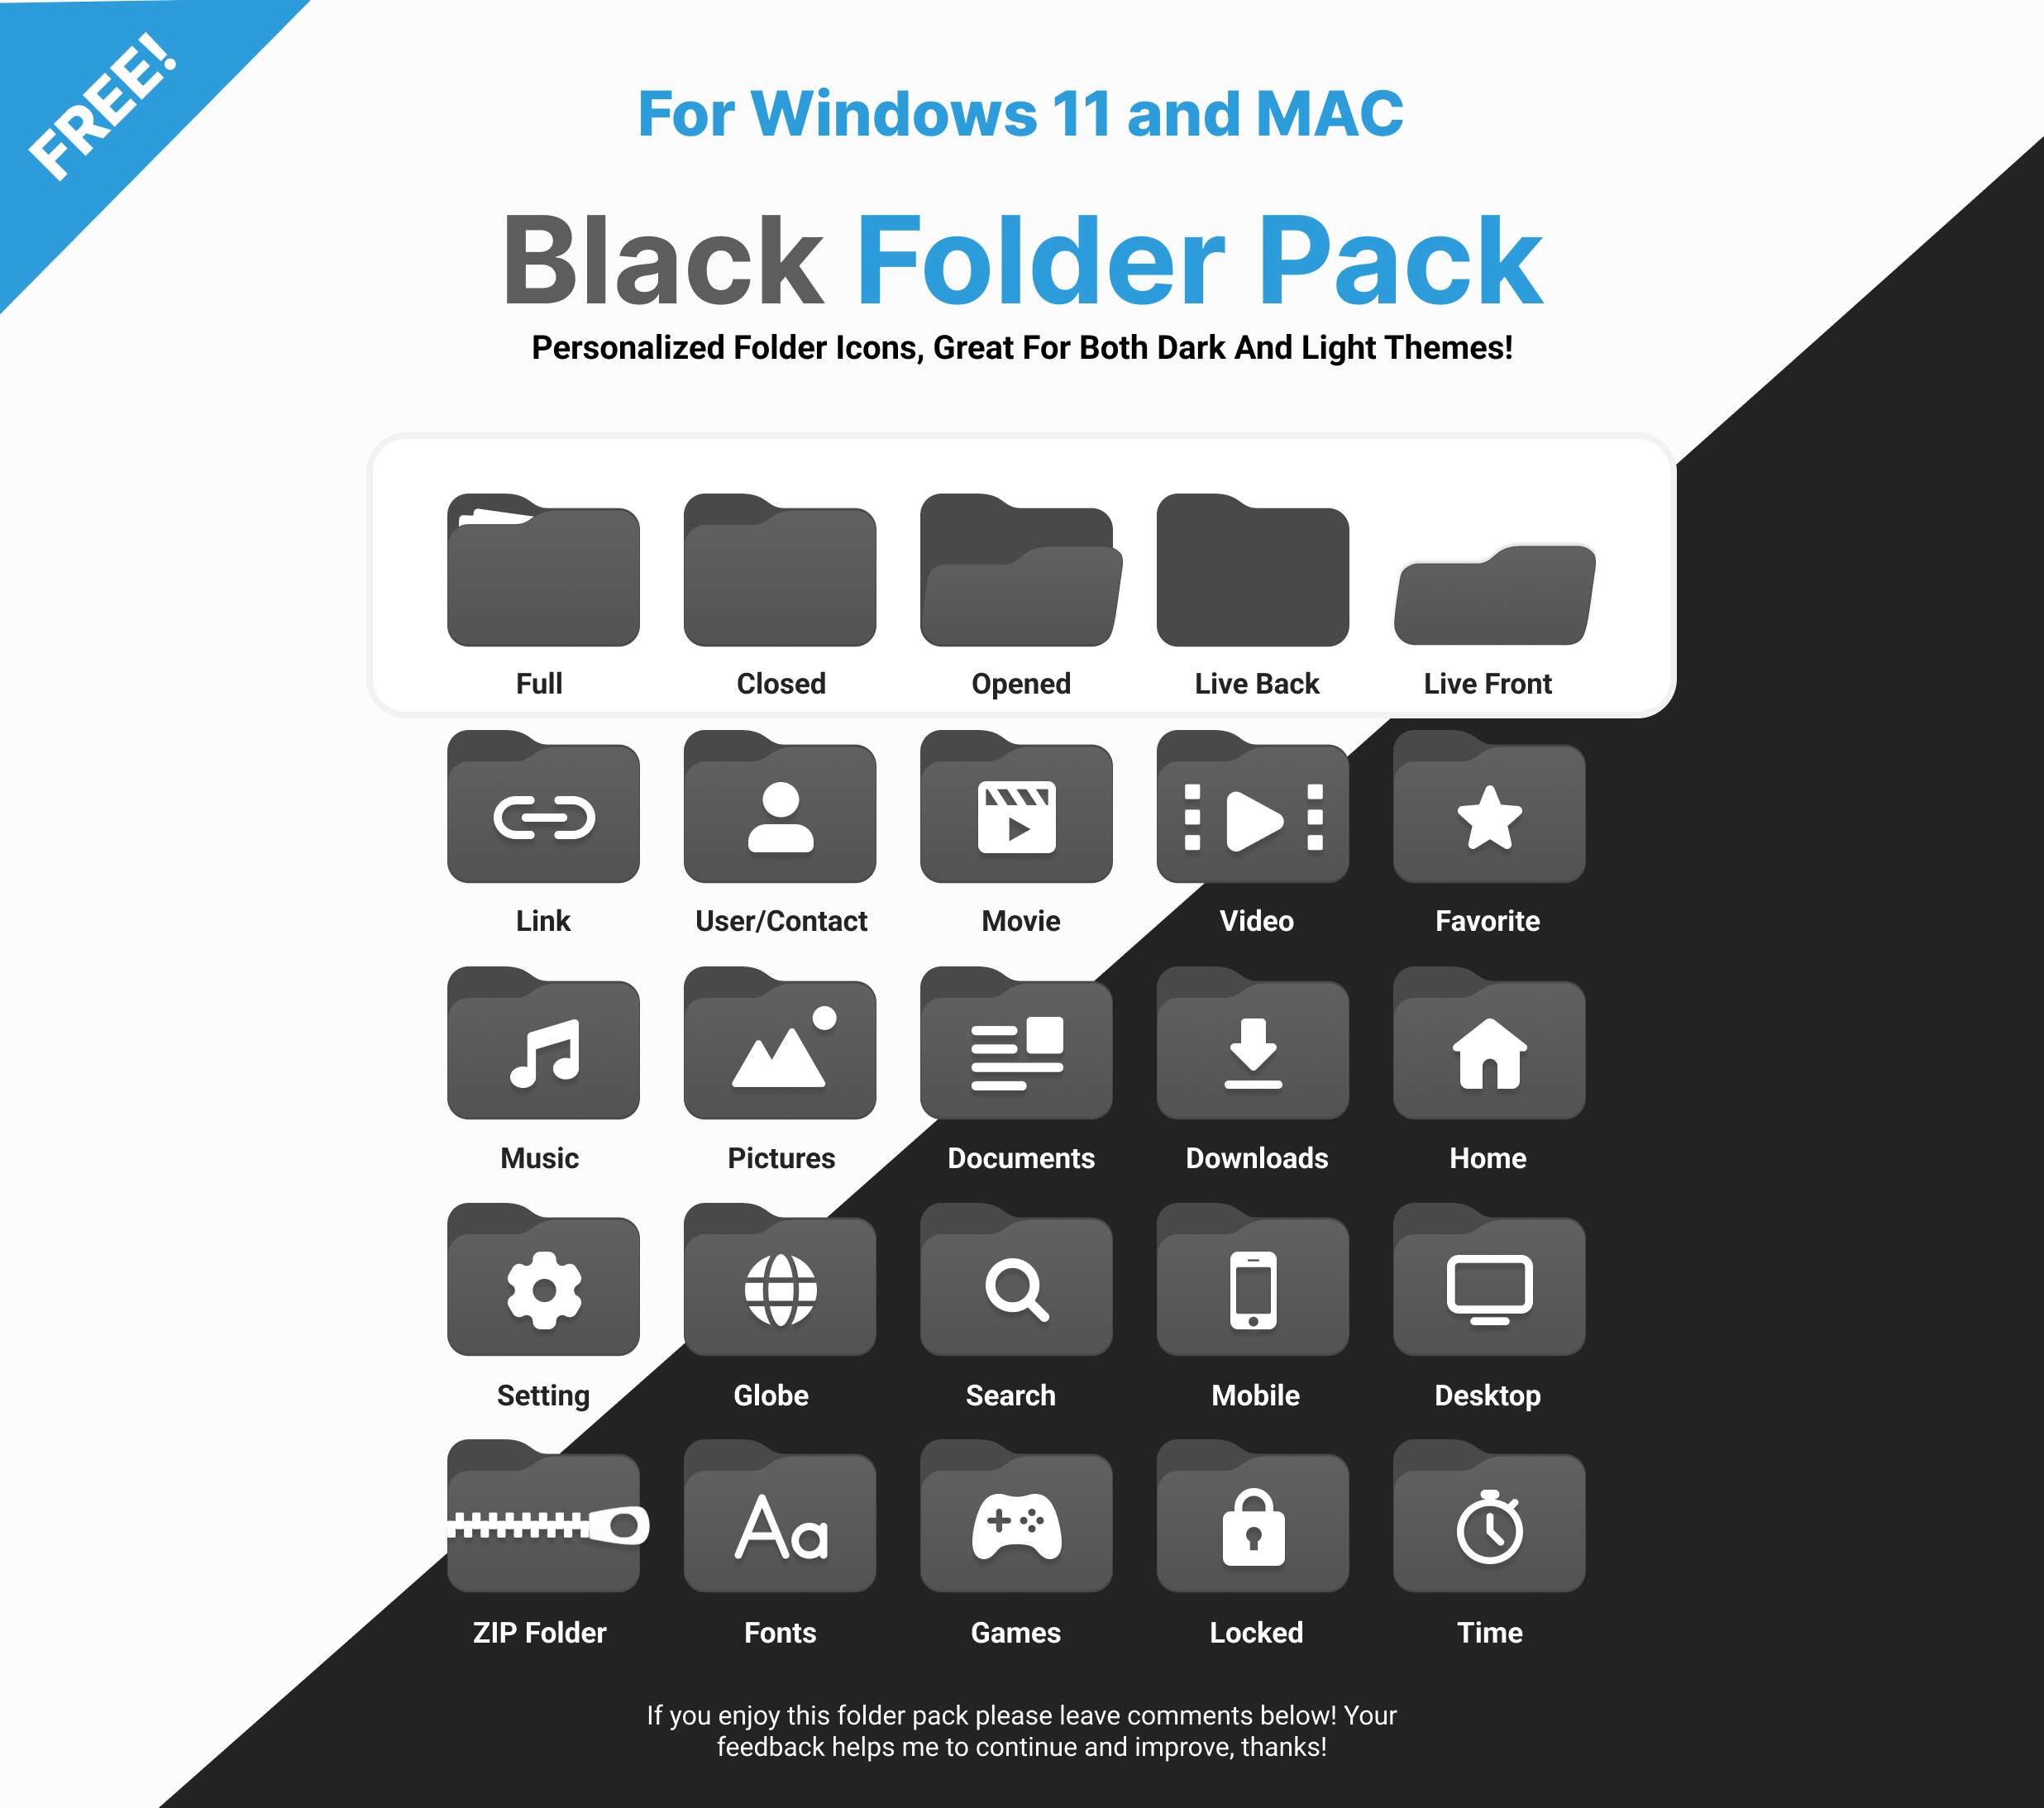 FREE!
For Windows 11 and MAC
Black Folder Pack
Personalized Folder Icons, Great For Both Dark And Light Themes!
Full
Closed
Opened
Live Back
Live Front
Link
User/Contact
Movie
Video
Favorite
Music
Pictures
Documents
Downloads
Home
Setting
Globe
Search
Mobile
Desktop
Aa
ZIP Folder
Fonts
Games
Locked
Time
If you enjoy this folder pack please leave comments below! Your
feedback helps me to continue and improve, thanks!